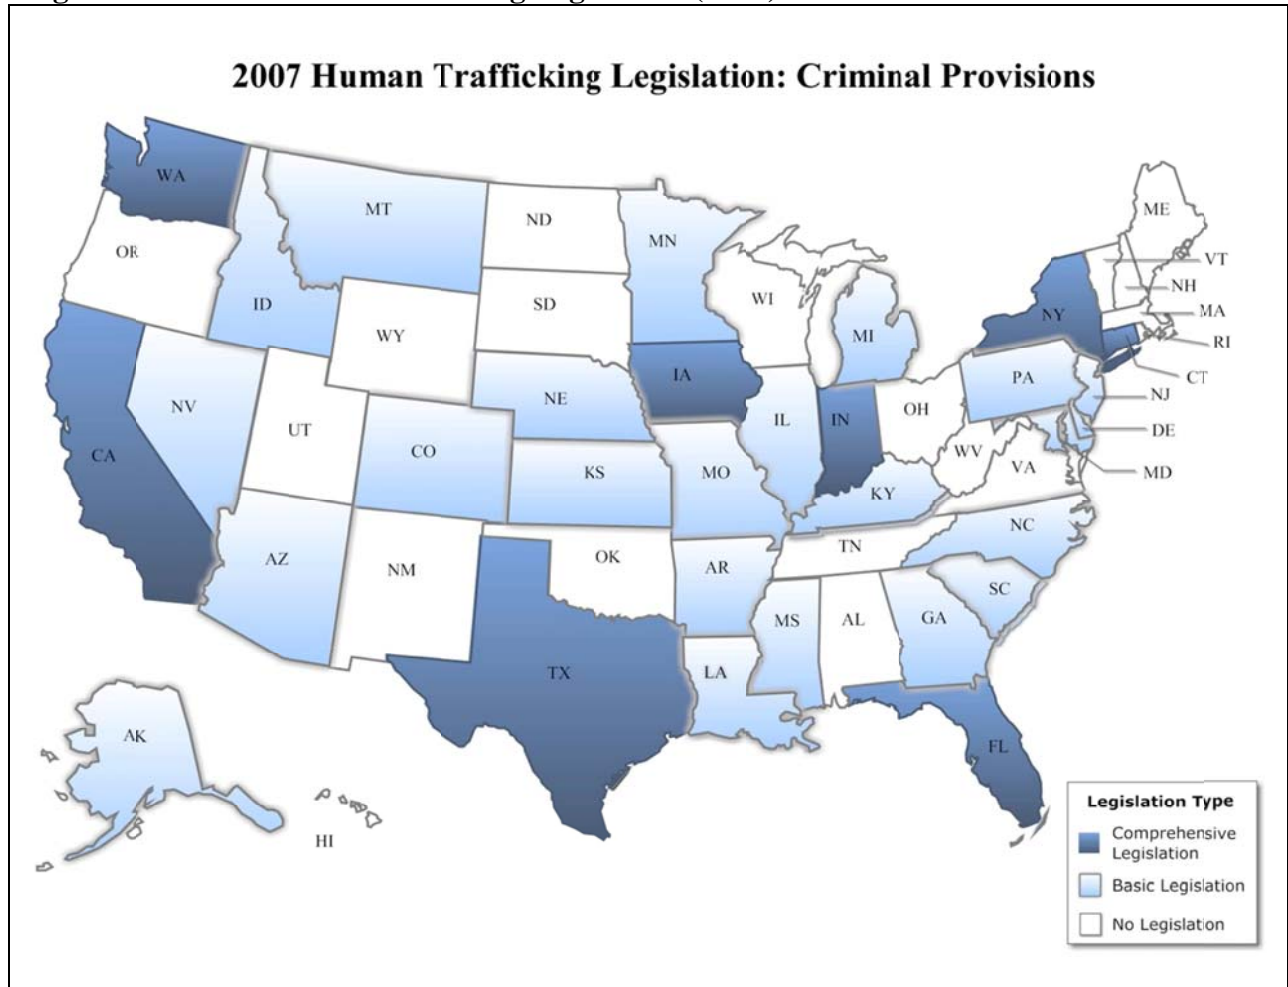 2007 Human Trafficking Legislation: Criminal Provisions
WA
MT
ND
MN
ME
OR
ID
SD
WI
VT
NH
WY
MI
NY
MA
RI
IA
CT
NE
PA
NJ
NV
UT
CO
IL
IN
OH
DE
CA
KS
MO
WV
VA
MD
KY
AZ
NM
OK
AR
TN
NC
MS
AL
GA
SC
TX
LA
AK
FL
HI
Legislation Type
Comprehensive
Legislation
Basic Legislation
No Legislation